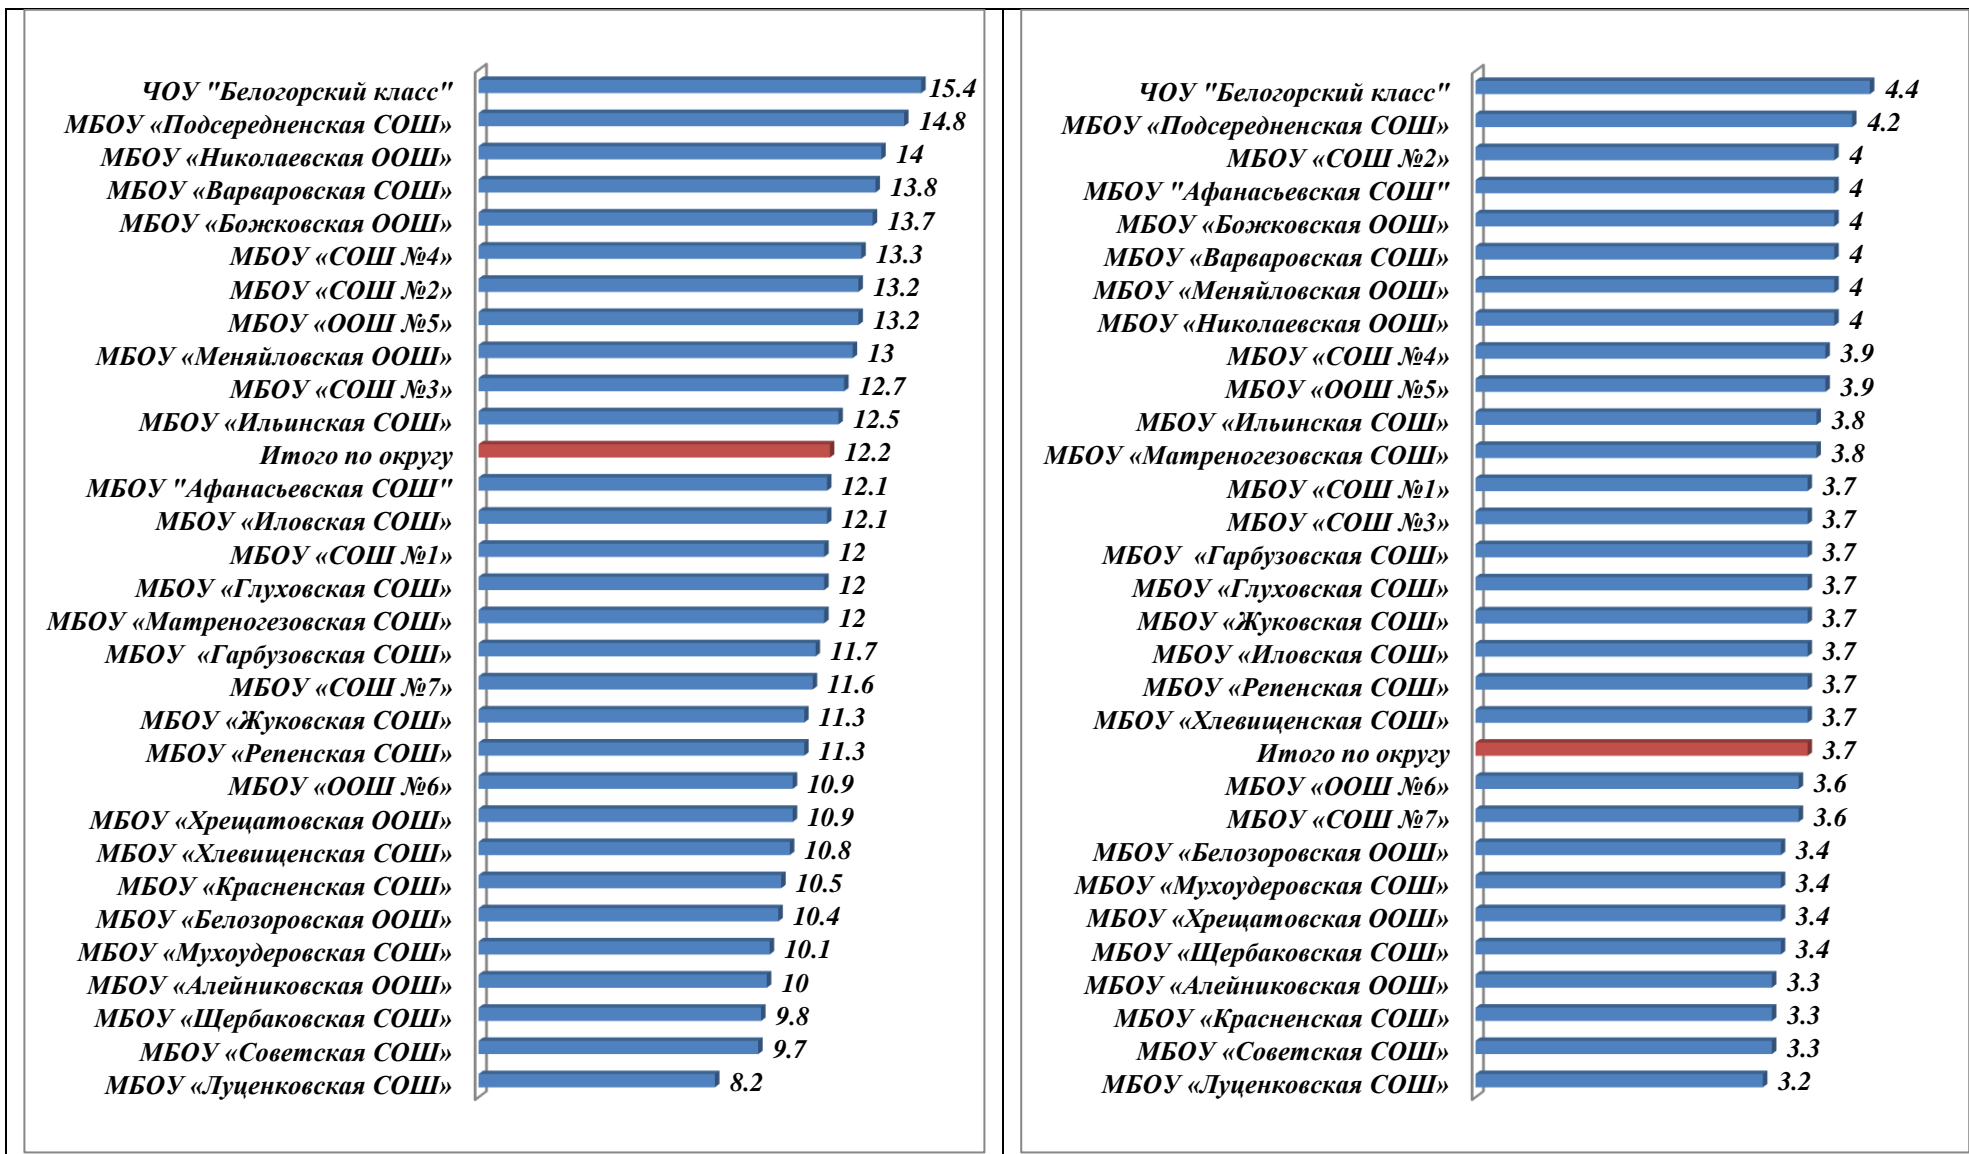 ЧОУ "Белогорский класс" 15.4
МБОУ «Подсередненская СОШ» 14.8
МБОУ «Николаевская ООШ» 14
МБОУ «Варваровская СОШ» 13.8
МБОУ «Божковская ООШ» 13.7
МБОУ «СОШ №4» 13.3
МБОУ «СОШ №2» 13.2
МБОУ «ООШ №5» 13.2
МБОУ «Меняйловская ООШ» 13
МБОУ «СОШ №3» 12.7
МБОУ «Ильинская СОШ» 12.5
Итого по округу 12.2
МБОУ "Афанасьевская СОШ" 12.1
МБОУ «Иловская СОШ» 12.1
МБОУ «СОШ №1» 12
МБОУ «Глуховская СОШ» 12
МБОУ «Матреногезовская СОШ» 12
МБОУ «Гарбузовская СОШ» 11.7
МБОУ «СОШ №7» 11.6
МБОУ «Жуковская СОШ» 11.3
МБОУ «Репенская СОШ» 11.3
МБОУ «ООШ №6» 10.9
МБОУ «Хрещатовская ООШ» 10.9
МБОУ «Хлевищенская СОШ» 10.8
МБОУ «Красненская СОШ» 10.5
МБОУ «Белозоровская ООШ» 10.4
МБОУ «Мухоудеровская СОШ» 10.1
МБОУ «Алейниковская ООШ» 10
МБОУ «Щербаковская СОШ» 9.8
МБОУ «Советская СОШ» 9.7
МБОУ «Луценковская СОШ» 8.2
ЧОУ "Белогорский класс" 4.4
МБОУ «Подсередненская СОШ» 4.2
МБОУ «СОШ №2» 4
МБОУ "Афанасьевская СОШ" 4
МБОУ «Божковская ООШ» 4
МБОУ «Варваровская СОШ» 4
МБОУ «Меняйловская ООШ» 4
МБОУ «Николаевская ООШ» 4
МБОУ «СОШ №4» 3.9
МБОУ «ООШ №5» 3.9
МБОУ «Ильинская СОШ» 3.8
МБОУ «Матреногезовская СОШ» 3.8
МБОУ «СОШ №1» 3.7
МБОУ «СОШ №3» 3.7
МБОУ «Гарбузовская СОШ» 3.7
МБОУ «Глуховская СОШ» 3.7
МБОУ «Жуковская СОШ» 3.7
МБОУ «Иловская СОШ» 3.7
МБОУ «Репенская СОШ» 3.7
МБОУ «Хлевищенская СОШ» 3.7
Итого по округу 3.7
МБОУ «ООШ №6» 3.6
МБОУ «СОШ №7» 3.6
МБОУ «Белозоровская ООШ» 3.4
МБОУ «Мухоудеровская СОШ» 3.4
МБОУ «Хрещатовская ООШ» 3.4
МБОУ «Щербаковская СОШ» 3.4
МБОУ «Алейниковская ООШ» 3.3
МБОУ «Красненская СОШ» 3.3
МБОУ «Советская СОШ» 3.3
МБОУ «Луценковская СОШ» 3.2